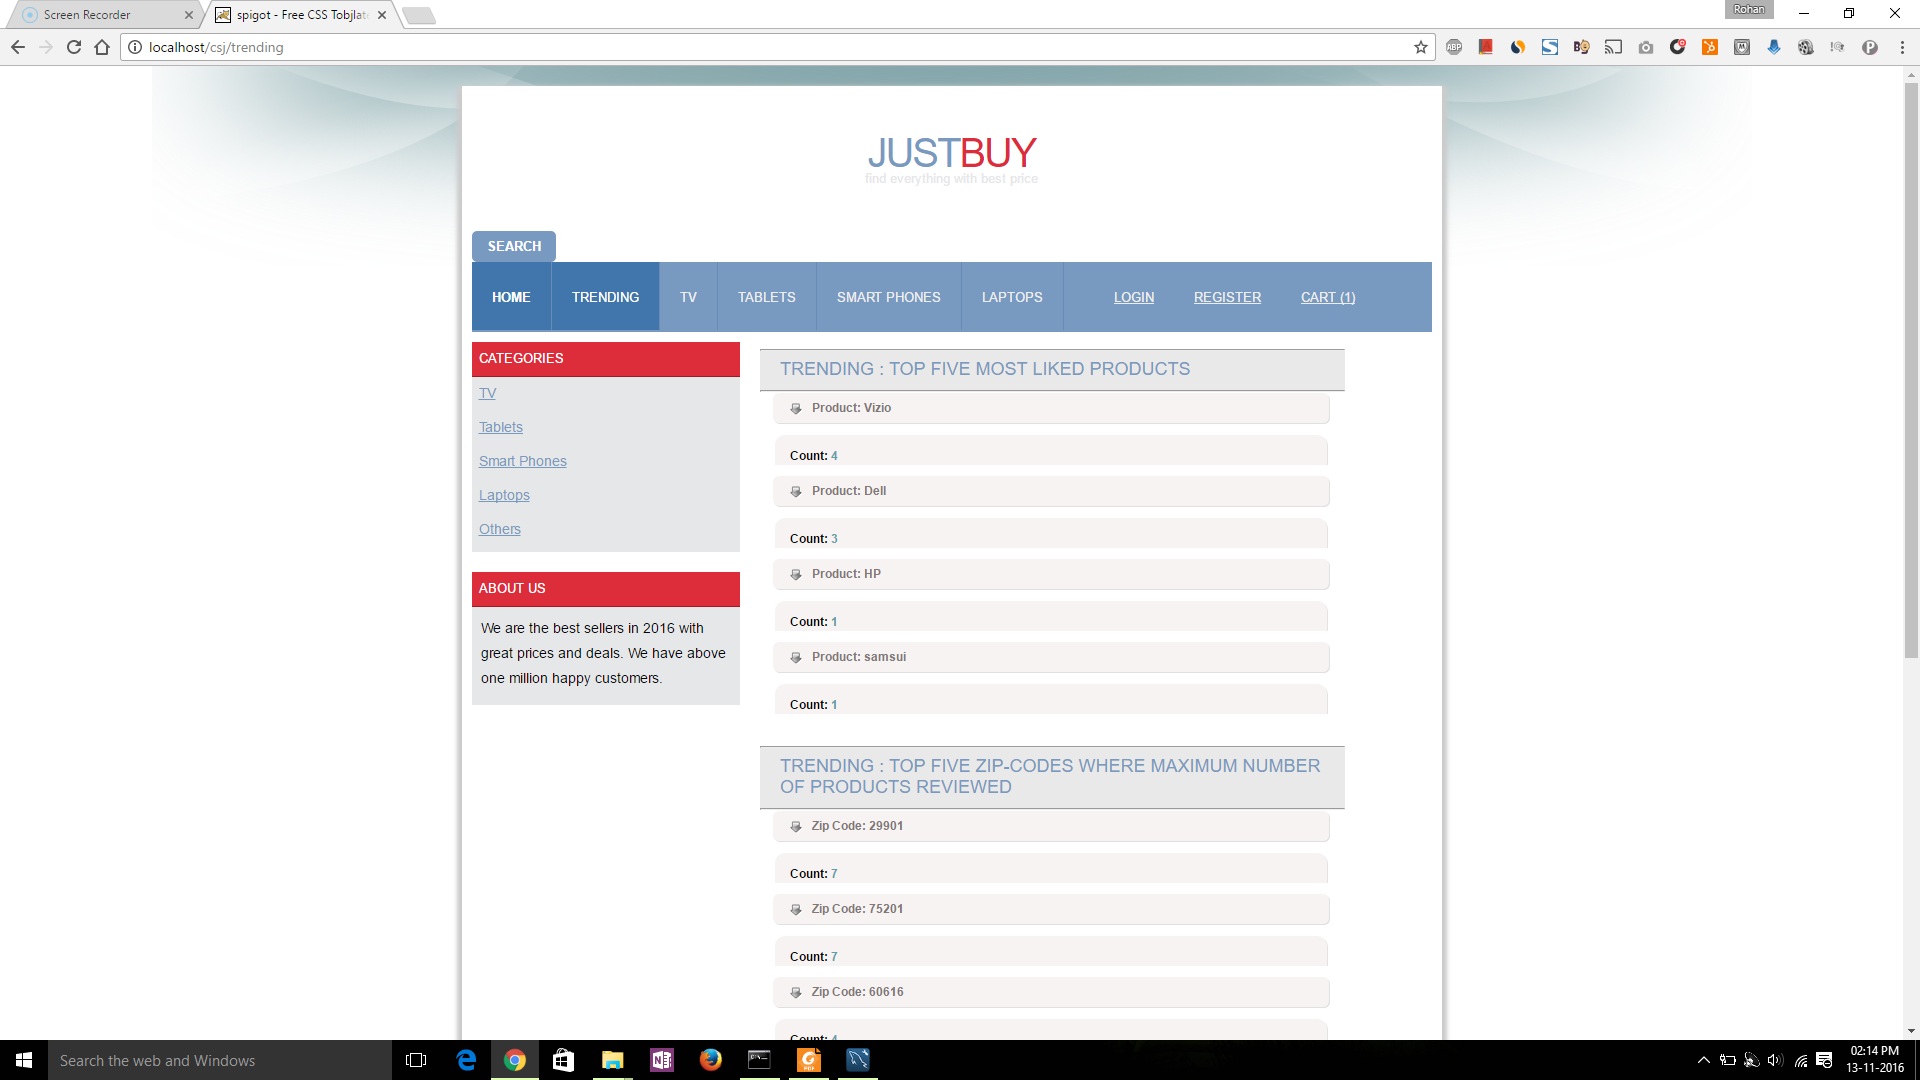 Screen Recorder
spigot - Free CSS Tobjlat
Rohan
localhost/csj/trending
JUSTBUY
find everything with best price
SEARCH
HOME TRENDING TV TABLETS SMART PHONES LAPTOPS LOGIN REGISTER CART (1)
CATEGORIES
TV
Tablets
Smart Phones
Laptops
Others
ABOUT US
We are the best sellers in 2016 with
great prices and deals. We have above
one million happy customers.
TRENDING : TOP FIVE MOST LIKED PRODUCTS
Product: Vizio
Count: 4
Product: Dell
Count: 3
Product: HP
Count: 1
Product: samsui
Count: 1
TRENDING : TOP FIVE ZIP-CODES WHERE MAXIMUM NUMBER
OF PRODUCTS REVIEWED
Zip Code: 29901
Count: 7
Zip Code: 75201
Count: 7
Zip Code: 60616
Count: 4
Search the web and Windows
02:14 PM
13-11-2016